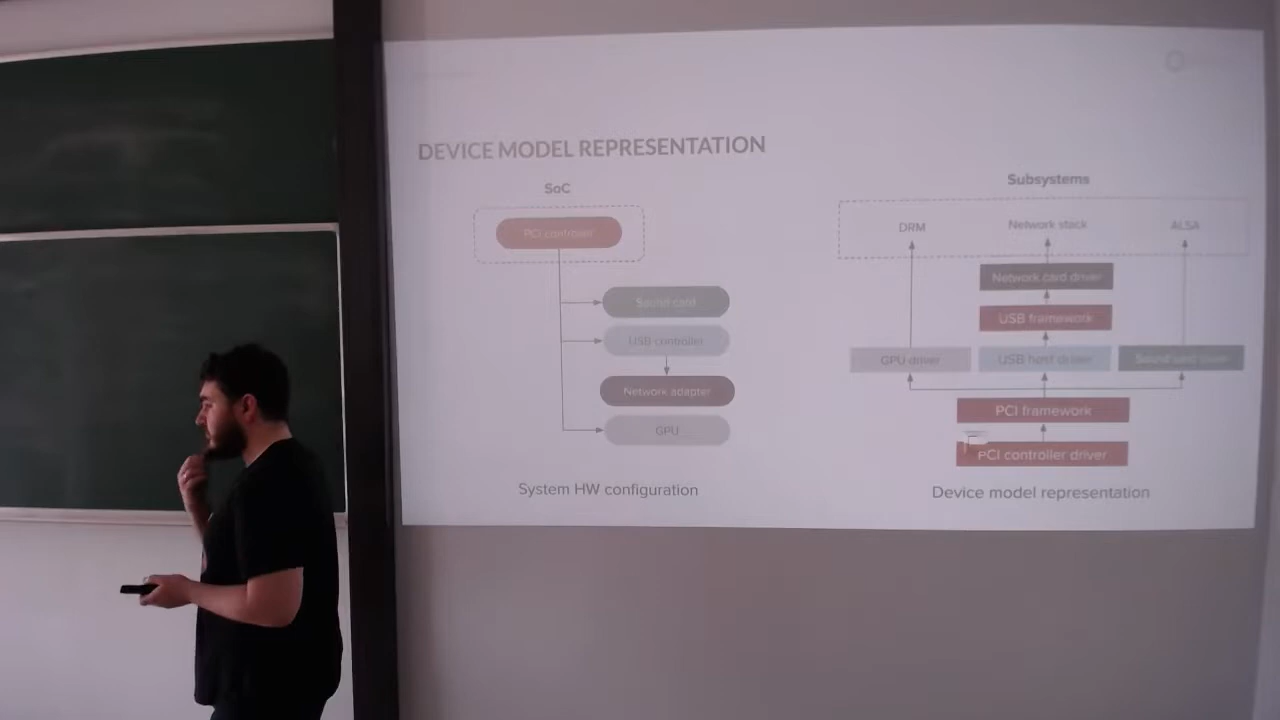 DEVICE MODEL REPRESENTATION
SoC
PCI controller
Sound card
USB controller
Network adapter
GPU
System HW configuration
Subsystems
DRM
Network stack
ALSA
Network card driver
USB framework
GPU driver
USB host driver
Sound card driver
PCI framework
PCI controller driver
Device model representation